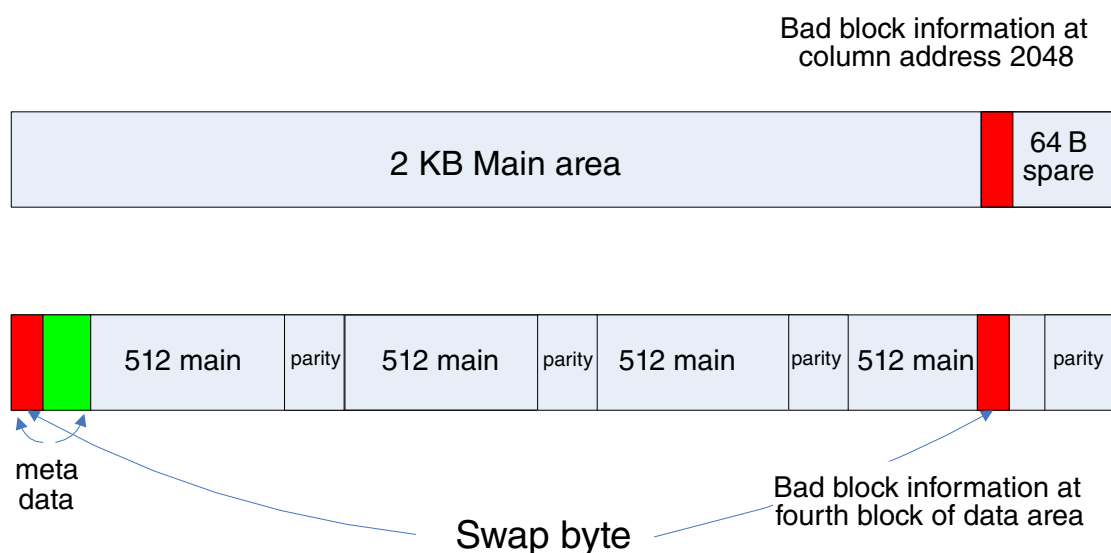 Bad block information at
column address 2048
2 KB Main area
64 B
spare
512 main
parity
512 main
parity
512 main
parity
512 main
parity
meta
data
Swap byte
Bad block information at
fourth block of data area